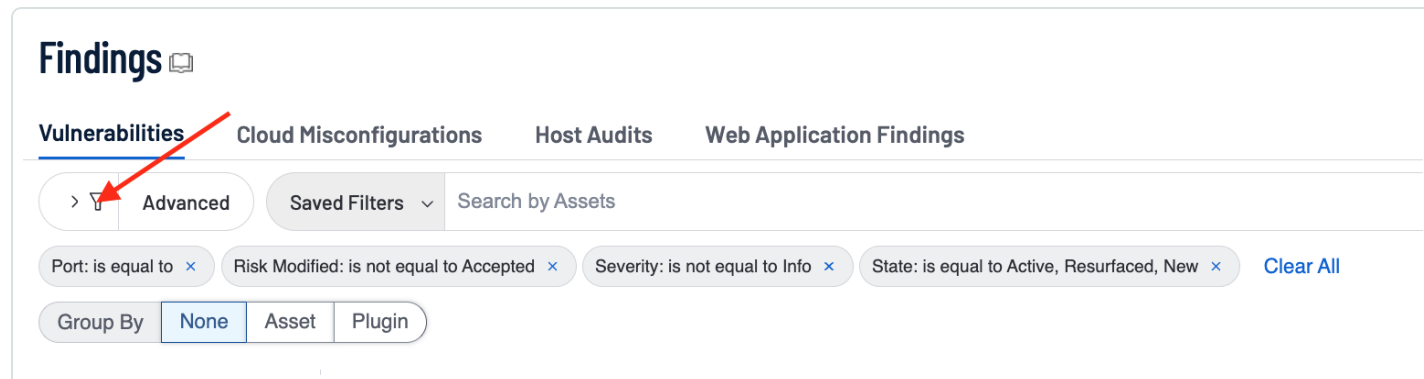 Findings
Vulnerabilities Cloud Misconfigurations Host Audits Web Application Findings
Advanced Saved Filters Search by Assets
Port: is equal to × Risk Modified: is not equal to Accepted × Severity: is not equal to Info × State: is equal to Active, Resurfaced, New × Clear All
Group By None Asset Plugin